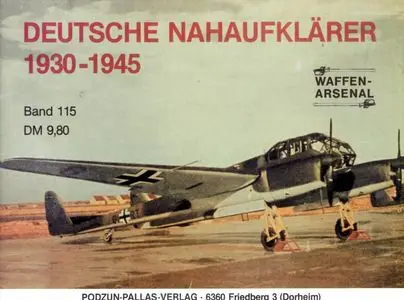 DEUTSCHE NAHAUFKLÄRER
1930-1945
WAFFEN-
ARSENAL
Band 115
DM 9,80
PODZUN-PALLAS-VERLAG · 6360 Friedberg 3 (Dorheim)